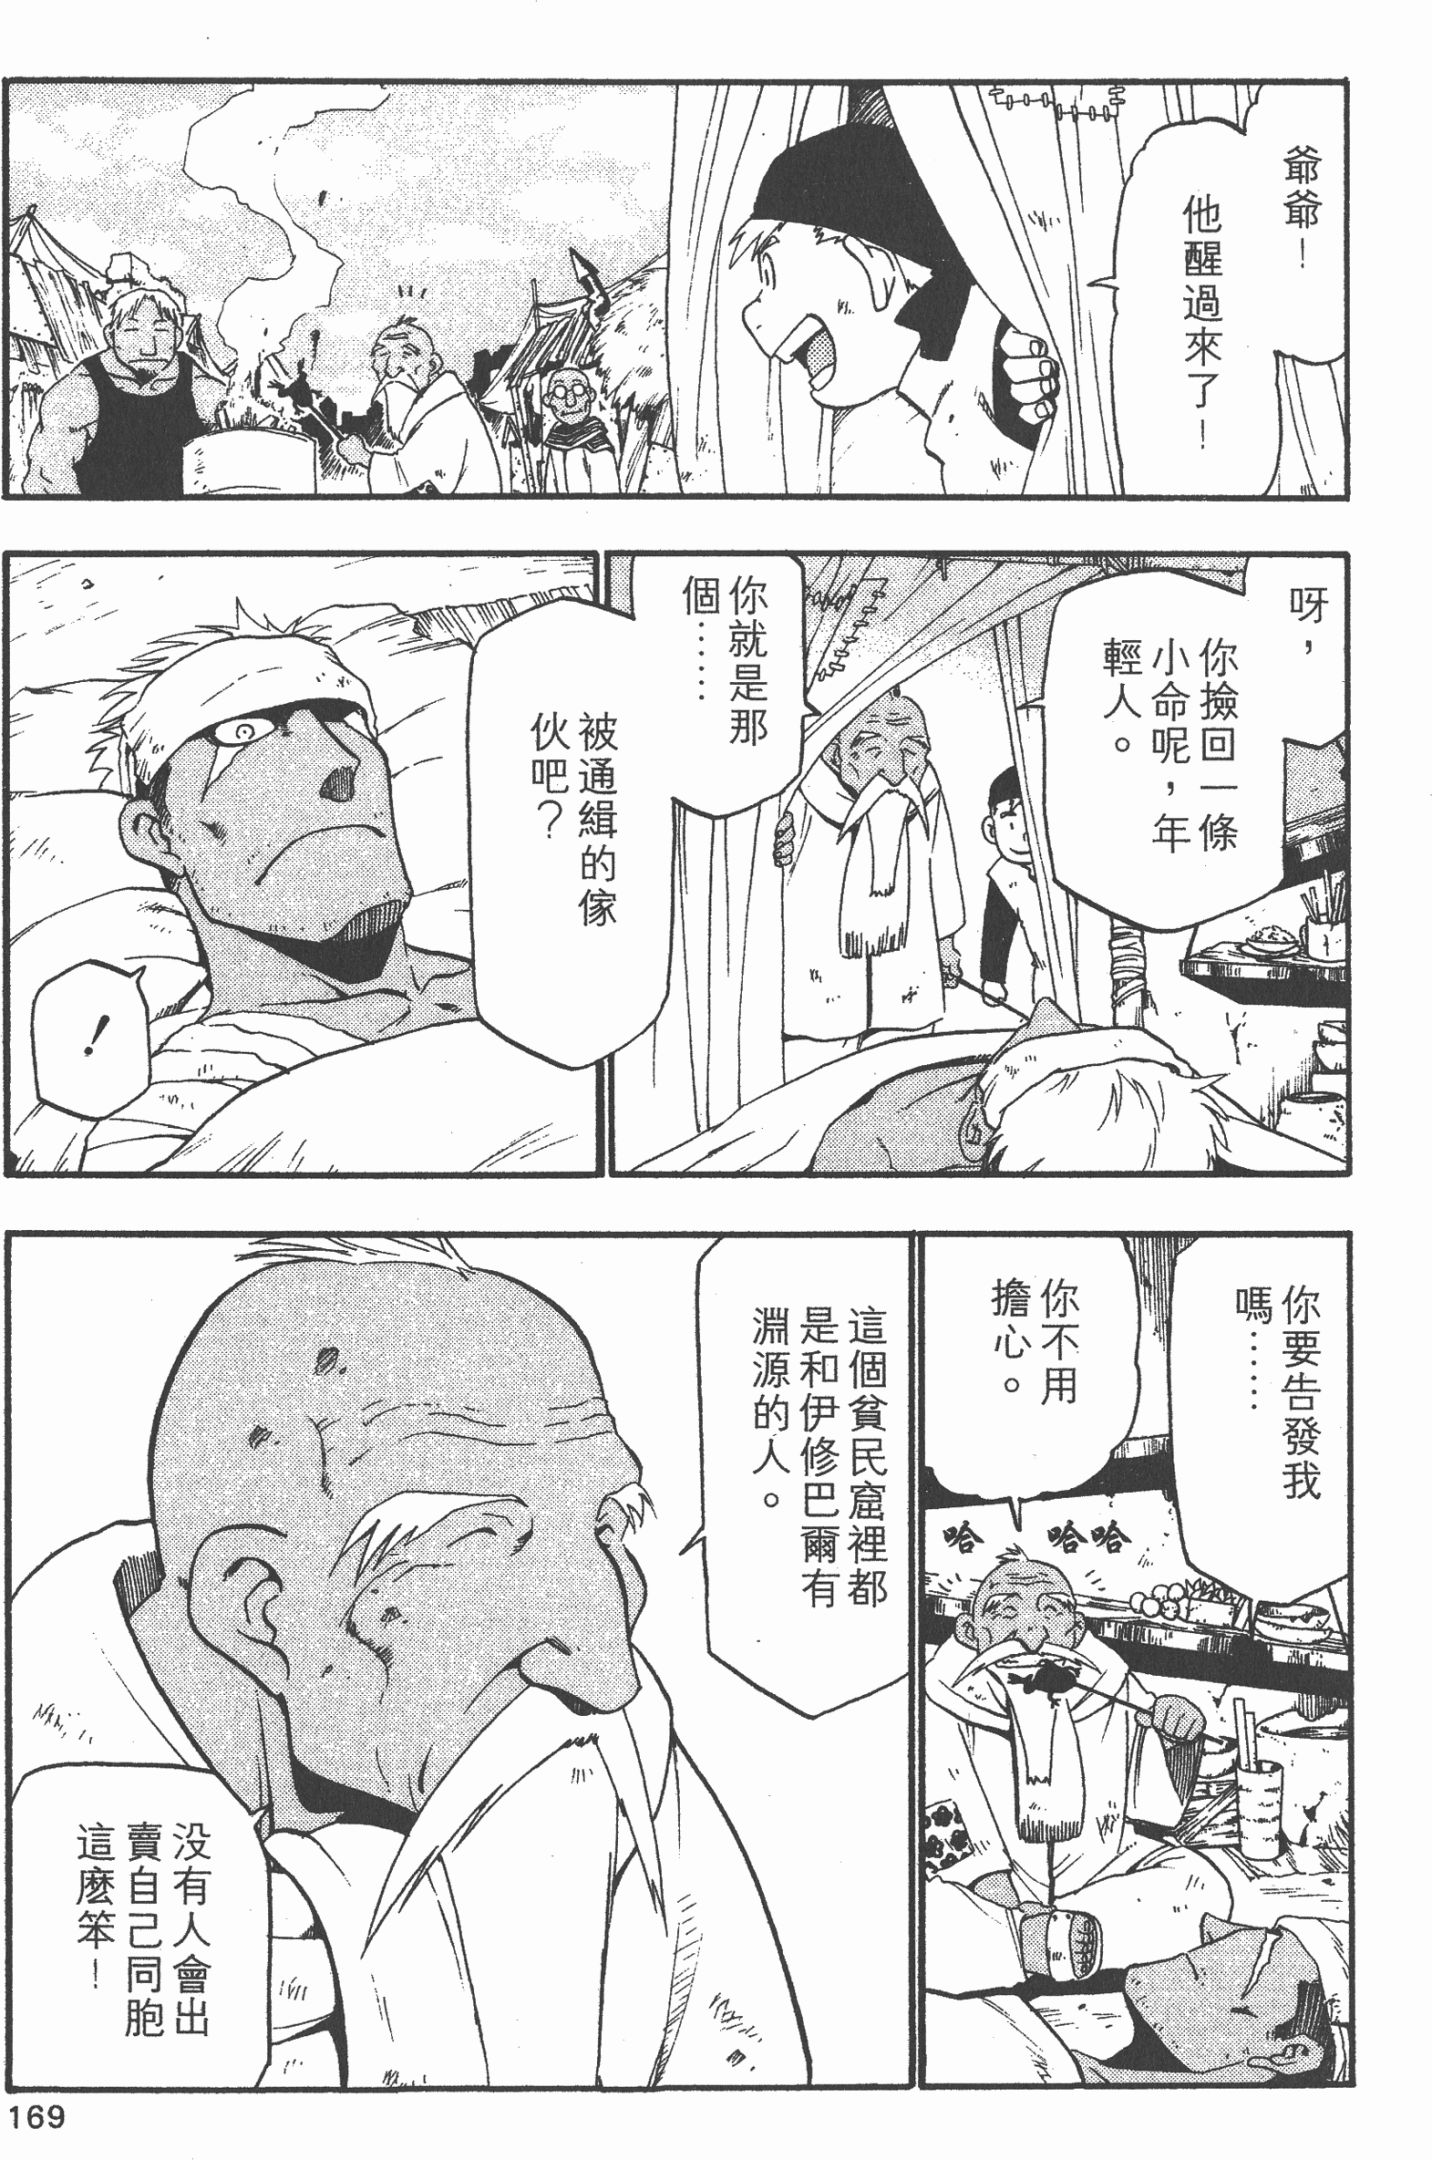 爺爺！
他醒過來了！
呀，
你撿回一條
小命呢，年
輕人。
你就是那
個……
被通緝的傢
伙吧？
！
你要告發我
嗎……
你不用
擔心。
哈哈
哈
這個貧民窟裡都
是和伊修巴爾有
淵源的人。
没有人會出
賣自己同胞
這麽笨！
169